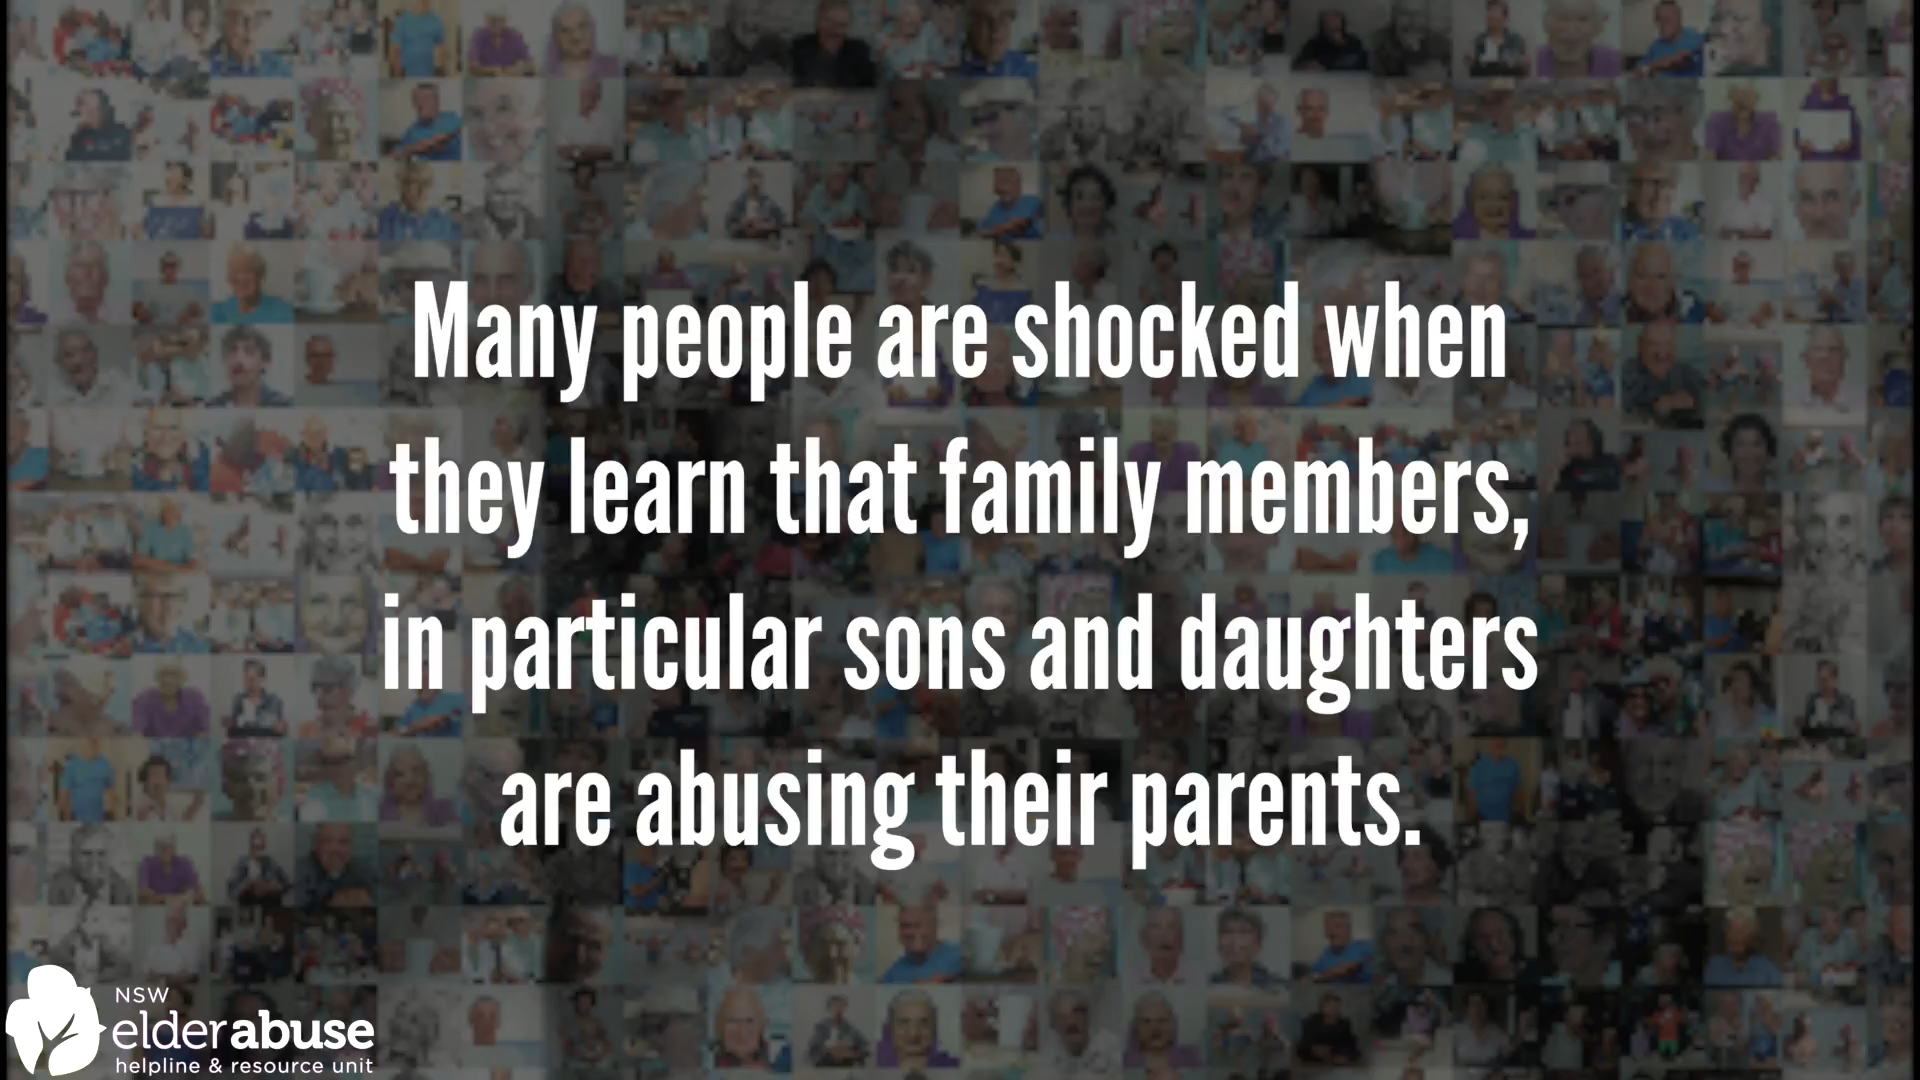 Many people are shocked when
they learn that family members,
in particular sons and daughters
are abusing their parents.
NSW
elderabuse
helpline & resource unit